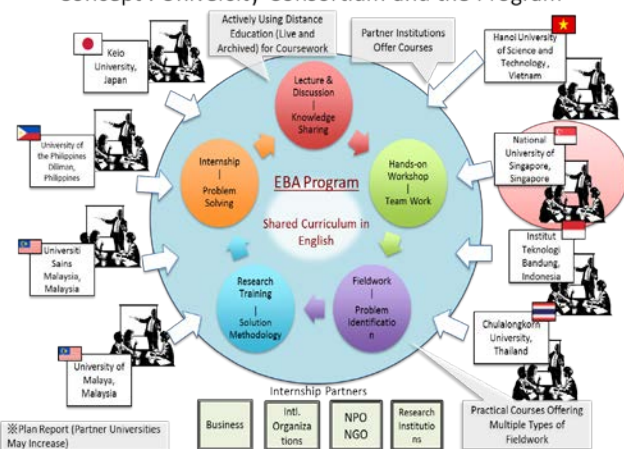 Concept : University Consortium and the Program
Actively Using Distance
Education (Live and
Archived) for Coursework
Partner Institutions
Offer Courses
Keio
University,
Japan
Hanoi University
of Science and
Technology,
Vietnam
Lecture &
Discussion
|
Knowledge
Sharing
University of
the Philippines
Diliman,
Philippines
Internship
|
Problem
Solving
EBA Program
Shared Curriculum in
English
Hands-on
Workshop
|
Team Work
National
University of
Singapore,
Singapore
Universiti
Sains
Malaysia,
Malaysia
Research
Training
|
Solution
Methodology
Fieldwork
|
Problem
Identificatio
n
Institut
Teknologi
Bandung,
Indonesia
University of
Malaya,
Malaysia
Chulalongkorn
University,
Thailand
Internship Partners
Business
Intl.
Organiza
tions
NPO
NGO
Research
Institutio
ns
Practical Courses Offering
Multiple Types of
Fieldwork
※Plan Report (Partner Universities
May Increase)